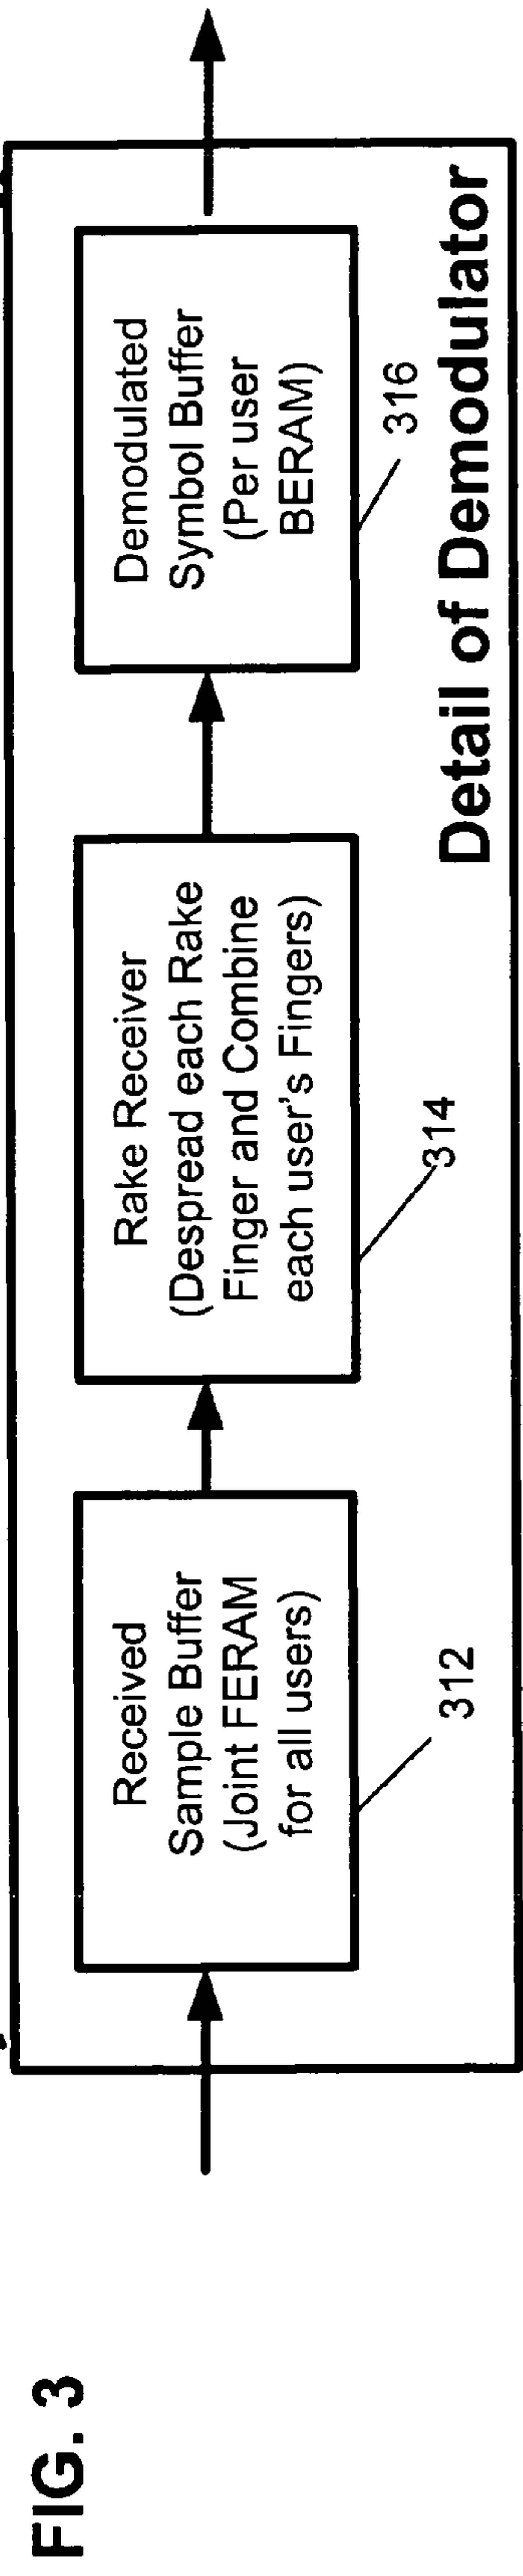 FIG. 3
Received
Sample Buffer
(Joint FERAM
for all users)
312
Rake Receiver
(Despread each Rake
Finger and Combine
each user's Fingers)
314
Demodulated
Symbol Buffer
(Per user
BERAM)
316
Detail of Demodulator